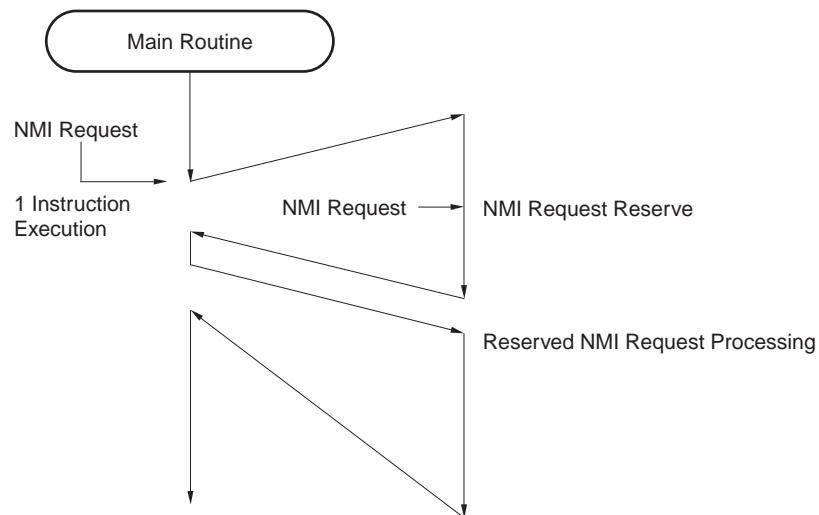 Main Routine
NMI Request
1 Instruction
Execution
NMI Request
NMI Request Reserve
Reserved NMI Request Processing